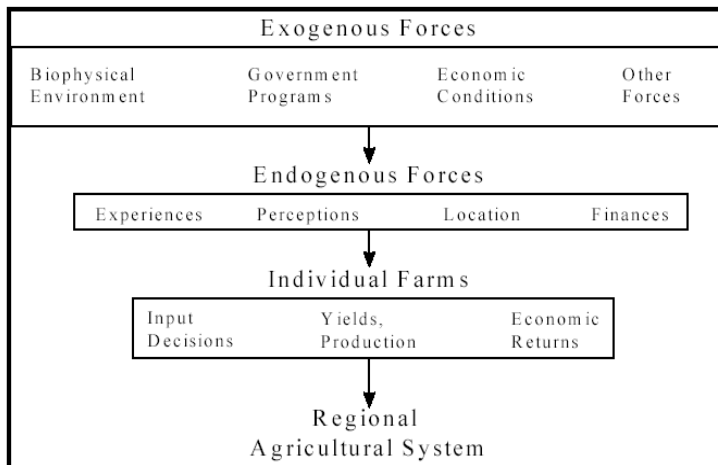 Exogenous Forces
Biophysical Government Economic Other
Environment Programs Conditions Forces
Endogenous Forces
Experiences Perceptions Location Finances
Individual Farms
Input Yields, Economic
Decisions Production Returns
Regional
Agricultural System